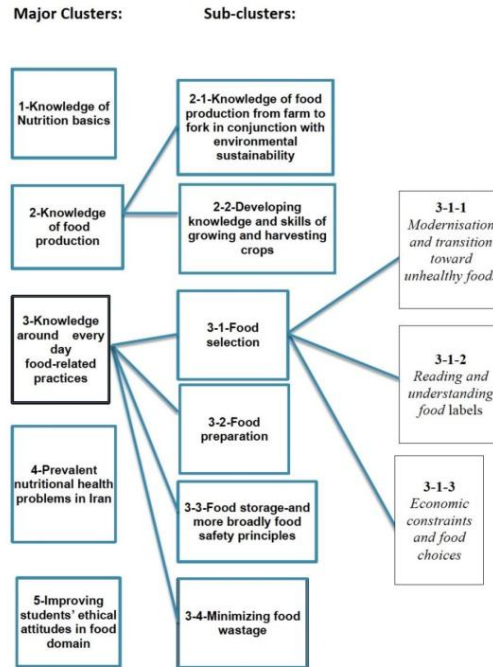 Major Clusters:
Sub-clusters:
1-Knowledge of
Nutrition basics
2-Knowledge
of food
production
3-Knowledge
around every
day
food-related
practices
4-Prevalent
nutritional health
problems in Iran
5-Improving
students' ethical
attitudes in food
domain
2-1-Knowledge of food
production from farm to
fork in conjunction with
environmental
sustainability
2-2-Developing
knowledge and skills of
growing and harvesting
crops
3-1-Food
selection
3-2-Food
preparation
3-3-Food storage-and
more broadly food
safety principles
3-4-Minimizing food
wastage
3-1-1
Modernisation
and transition
toward
unhealthy foods
3-1-2
Reading and
understanding
food labels
3-1-3
Economic
constraints
and food
choices